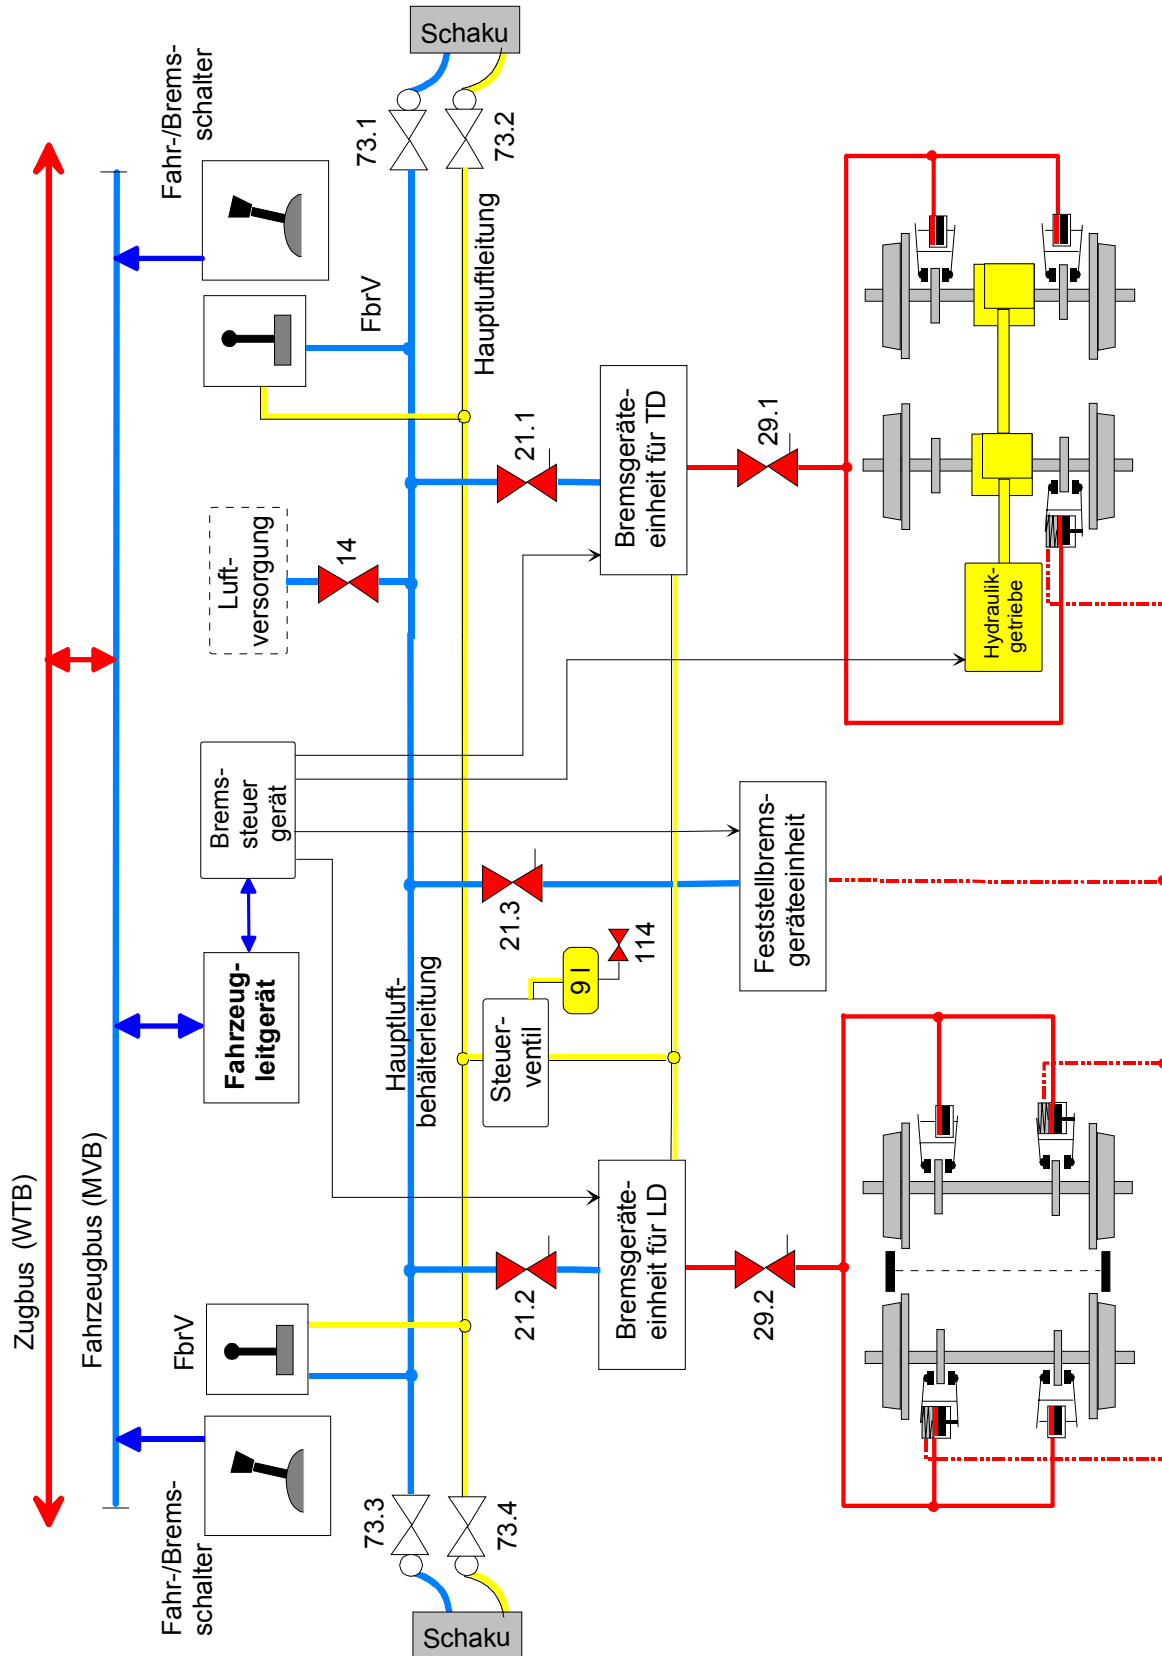 Zugbus (WTB)
Fahrzeugbus (MVB)
Fahr-/Brems-
schalter
FbrV
Fahrzeug-
leitgerät
Brems-
steuer
gerät
Luft-
versorgung
14
FbrV
Fahr-/Brems-
schalter
Schaku
73.3
73.4
Hauptluft-
behälterleitung
Hauptluftleitung
73.1
73.2
Schaku
21.2
Steuer-
ventil
9 l
114
21.3
21.1
Bremsgeräte-
einheit für LD
Feststellbrems-
geräteeinheit
Bremsgeräte-
einheit für TD
29.2
29.1
Hydraulik-
getriebe